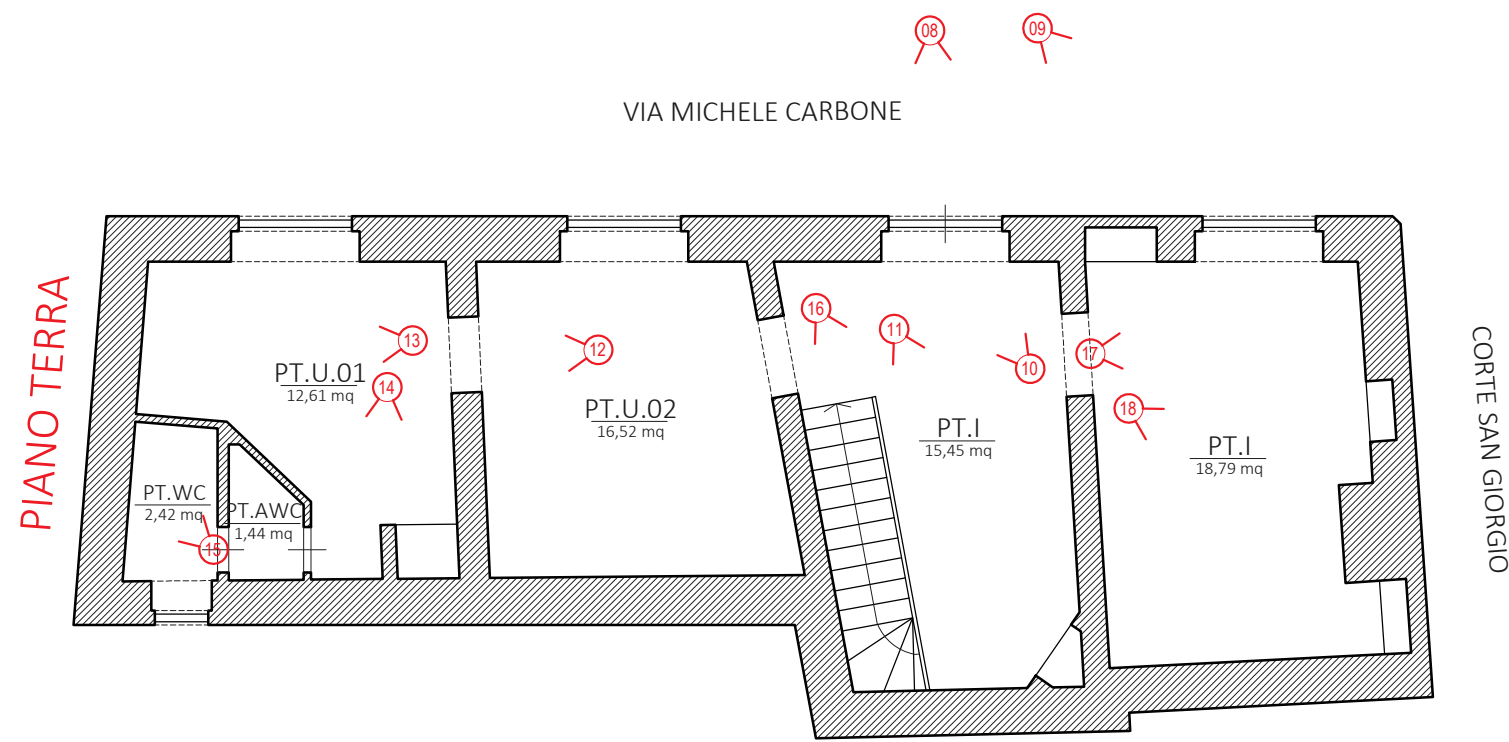 08
09
VIA MICHELE CARBONE
PIANO TERRA
CORTE SAN GIORGIO
13
14
PT.U.01
12,61 mq
12
PT.U.02
16,52 mq
16
11
10
PT.I
15,45 mq
17
18
PT.I
18,79 mq
PT.WC
2,42 mq
PT.AWC
1,44 mq
15